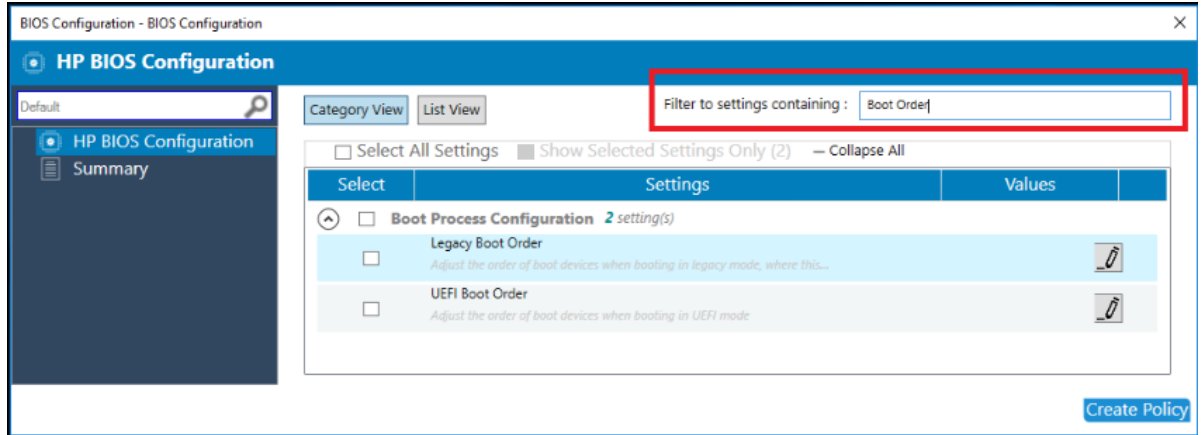 BIOS Configuration - BIOS Configuration
HP BIOS Configuration
Default
HP BIOS Configuration
Summary
Category View
List View
Filter to settings containing :
Boot Order
Select All Settings
Show Selected Settings Only (2)
— Collapse All
Select
Settings
Values
Boot Process Configuration 2 setting(s)
Legacy Boot Order
Adjust the order of boot devices when booting in legacy mode, where this...
UEFI Boot Order
Adjust the order of boot devices when booting in UEFI mode
Create Policy